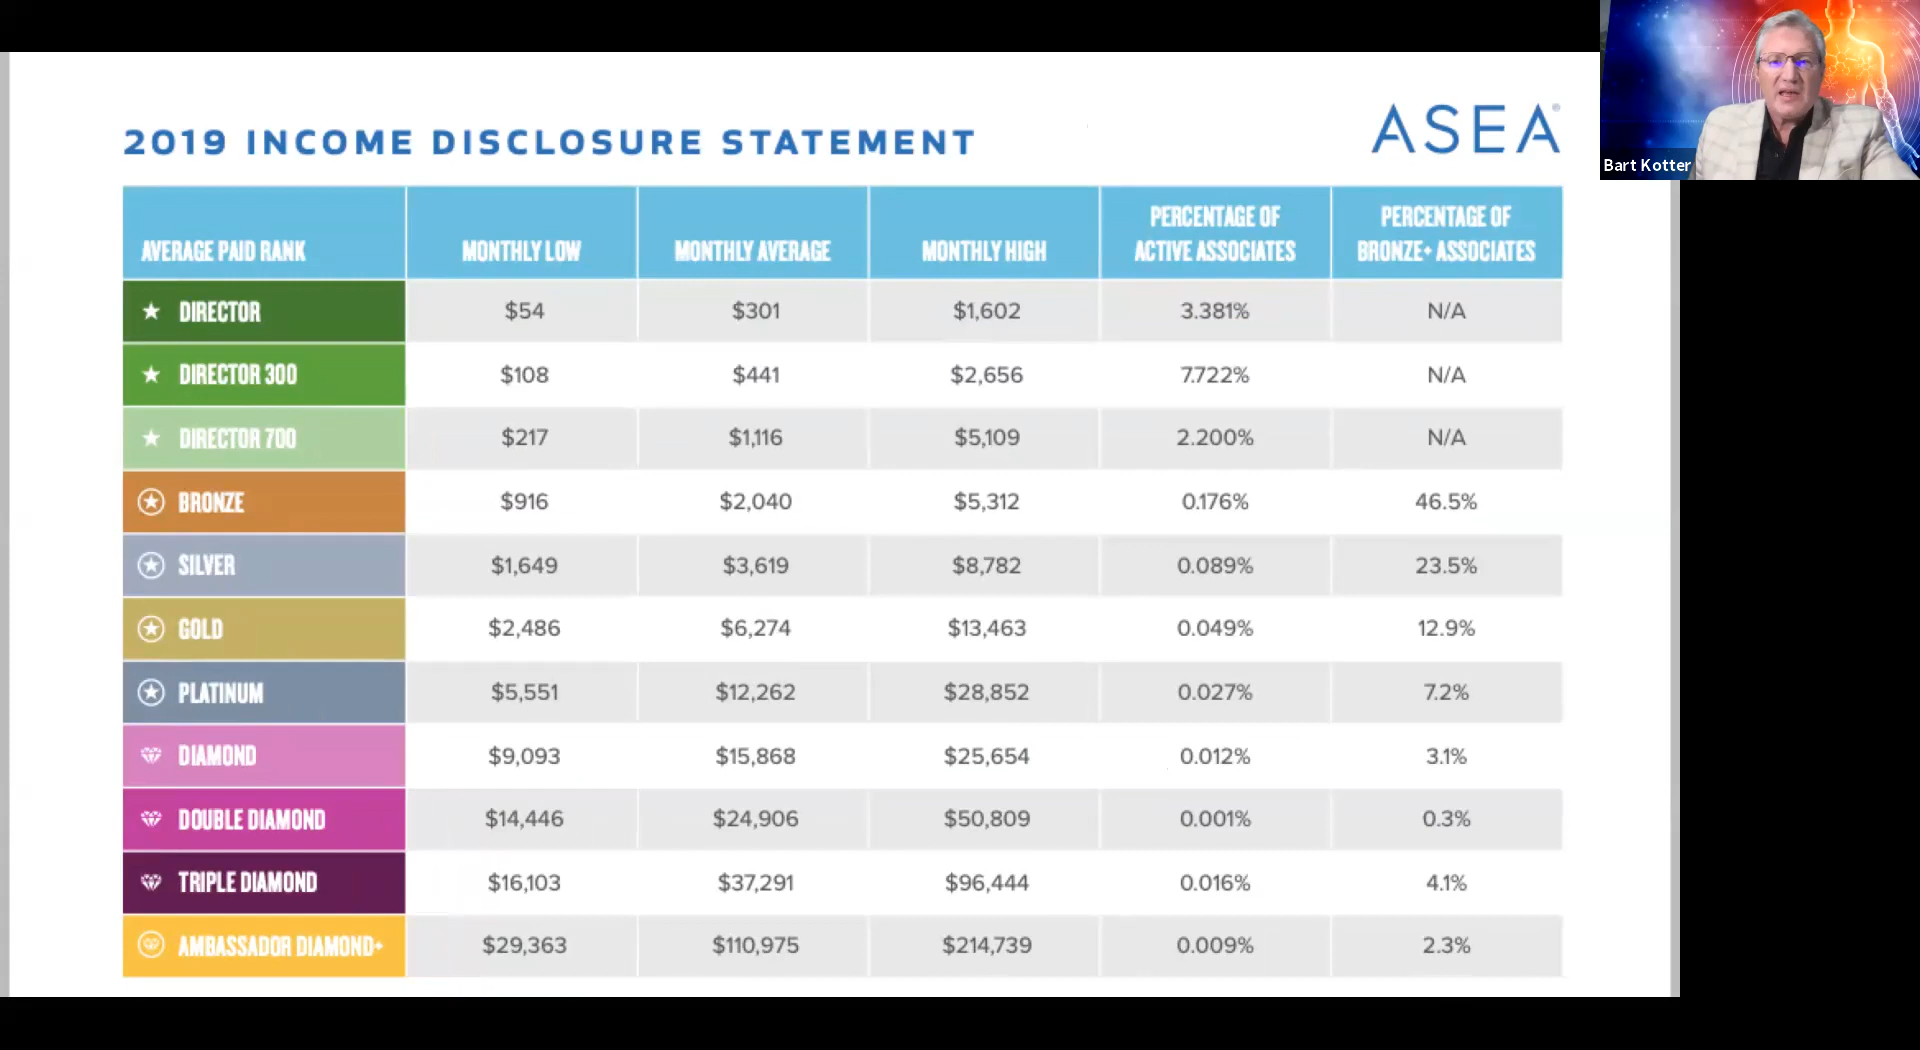 2019 INCOME DISCLOSURE STATEMENT
ASEA®
Bart Kotter
AVERAGE PAID RANK MONTHLY LOW MONTHLY AVERAGE MONTHLY HIGH PERCENTAGE OF ACTIVE ASSOCIATES PERCENTAGE OF BRONZE+ ASSOCIATES
DIRECTOR $54 $301 $1,602 3.381% N/A
DIRECTOR 300 $108 $441 $2,656 7.722% N/A
DIRECTOR 700 $217 $1,116 $5,109 2.200% N/A
BRONZE $916 $2,040 $5,312 0.176% 46.5%
SILVER $1,649 $3,619 $8,782 0.089% 23.5%
GOLD $2,486 $6,274 $13,463 0.049% 12.9%
PLATINUM $5,551 $12,262 $28,852 0.027% 7.2%
DIAMOND $9,093 $15,868 $25,654 0.012% 3.1%
DOUBLE DIAMOND $14,446 $24,906 $50,809 0.001% 0.3%
TRIPLE DIAMOND $16,103 $37,291 $96,444 0.016% 4.1%
AMBASSADOR DIAMOND+ $29,363 $110,975 $214,739 0.009% 2.3%